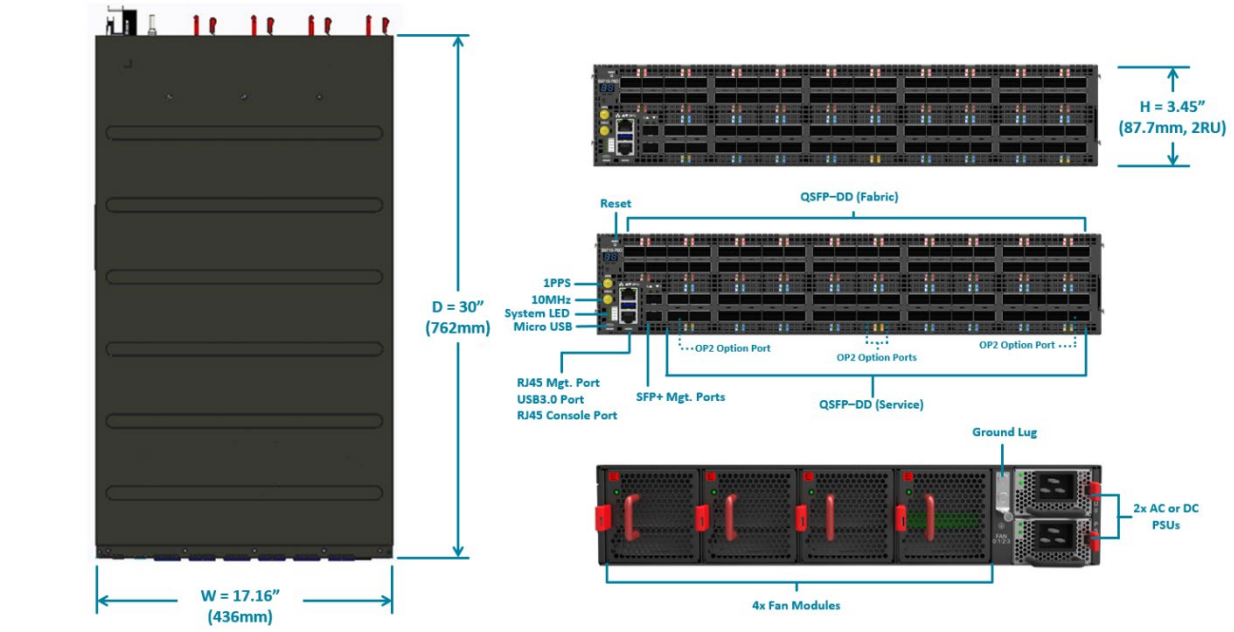 D = 30”
(762mm)
W = 17.16”
(436mm)
H = 3.45”
(87.7mm, 2RU)
QSFP–DD (Fabric)
Reset
1PPS
10MHz
System LED
Micro USB
OP2 Option Port
OP2 Option Ports
OP2 Option Port
RJ45 Mgt. Port
USB3.0 Port
RJ45 Console Port
SFP+ Mgt. Ports
QSFP–DD (Service)
Ground Lug
FAN
2x AC or DC
PSUs
4x Fan Modules